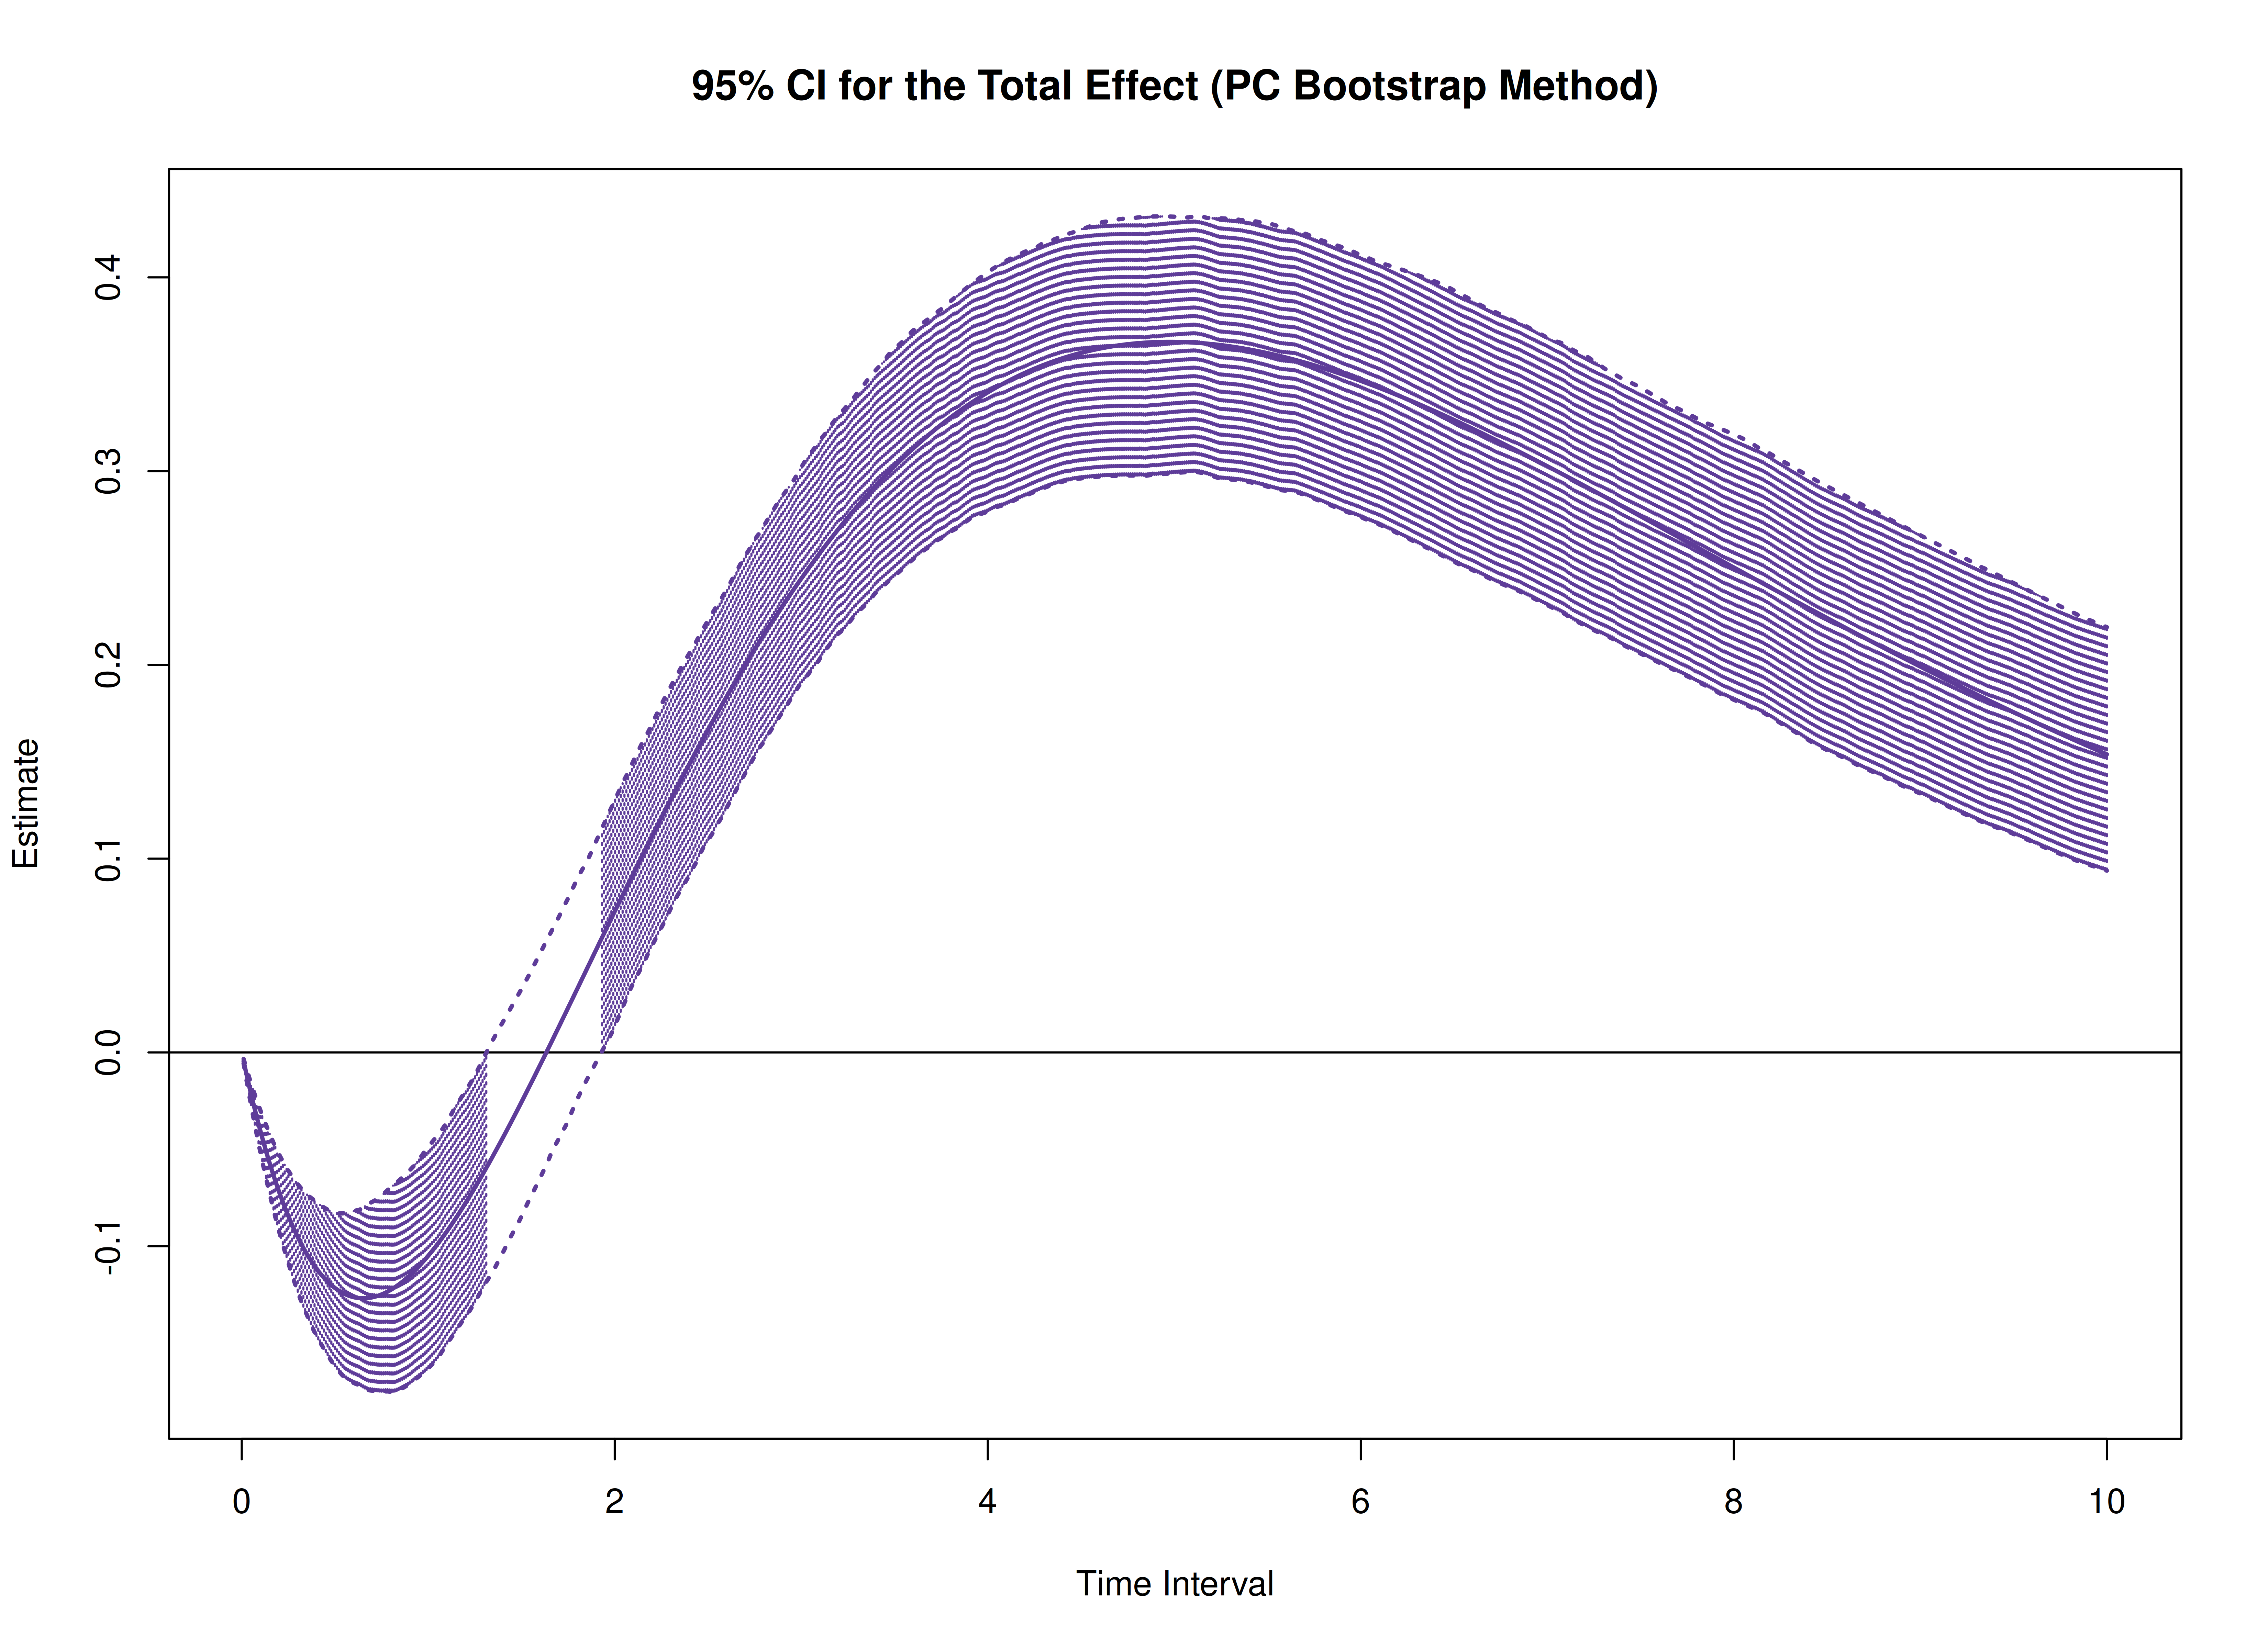 95% CI for the Total Effect (PC Bootstrap Method)
Estimate
0.4
0.3
0.2
0.1
0.0
-0.1
0 2 4 6 8 10
Time Interval